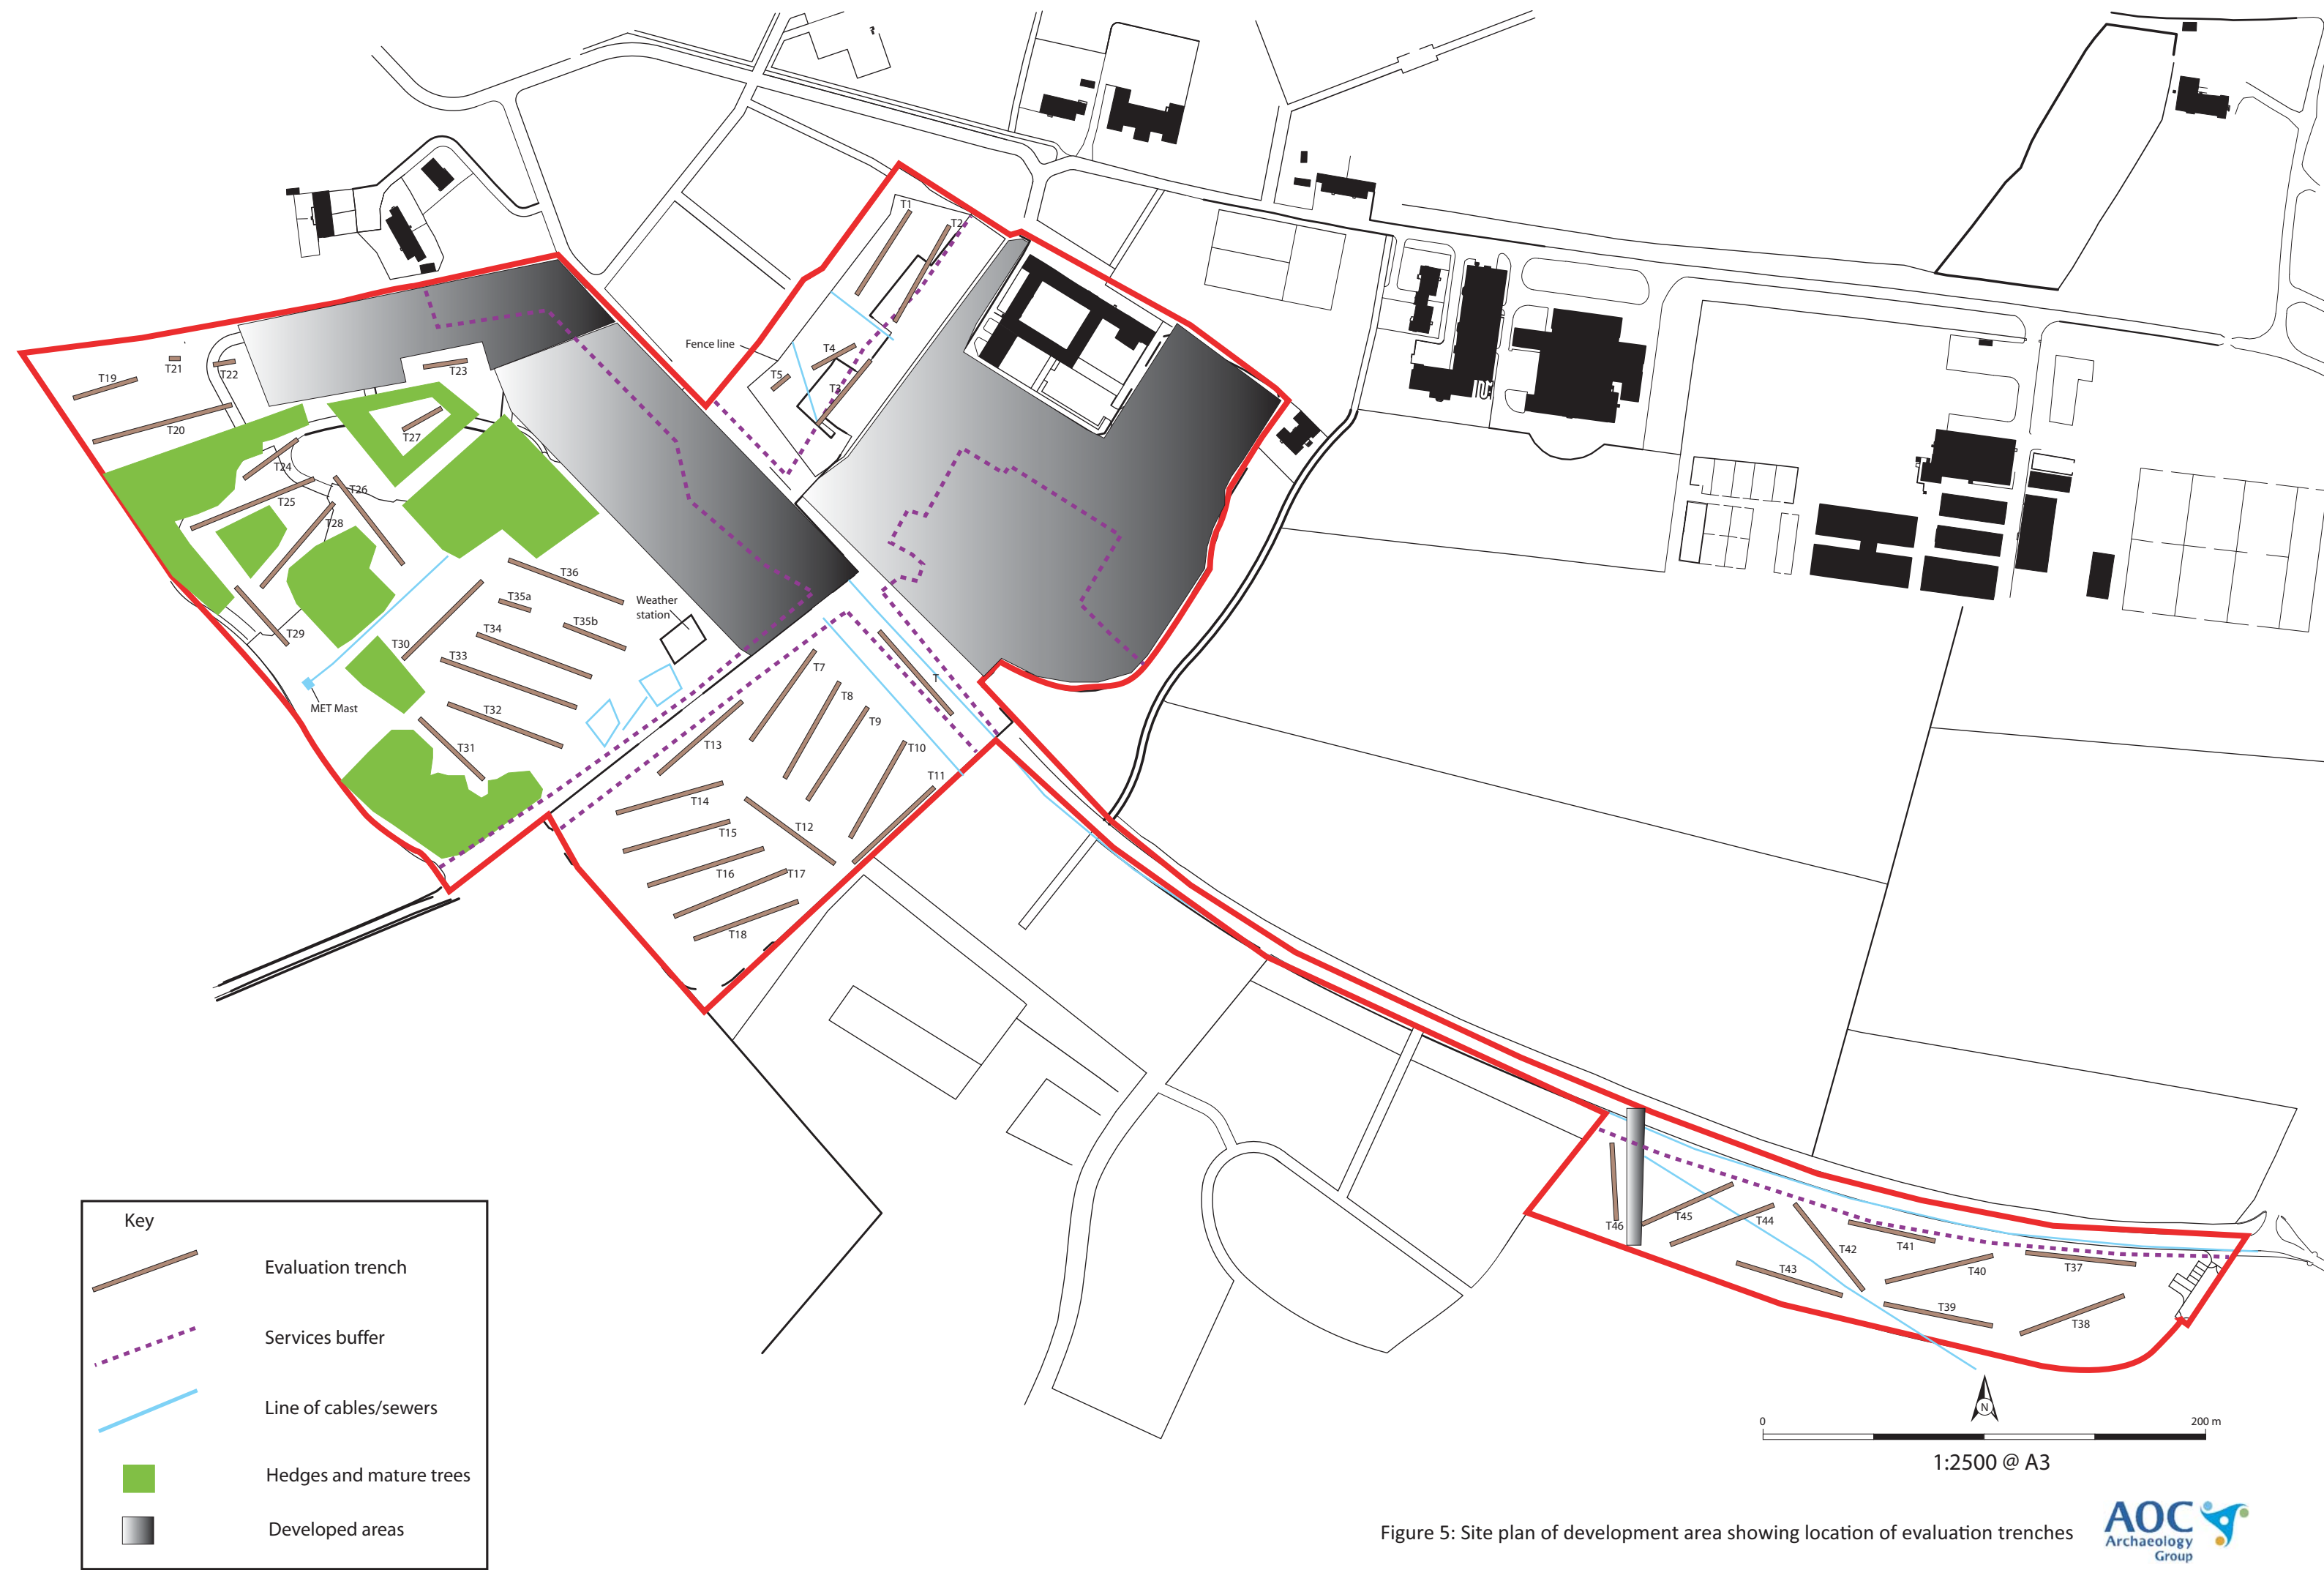 T1
T2
Fence line
T4
T5
T3
T21
T19
T22
T23
T20
T27
T24
T26
T25
T28
T36
T35a
Weather
station
T35b
T34
T29
T30
T33
T7
T
T8
MET Mast
T32
T9
T13
T31
T10
T11
T14
T12
T15
T16
T17
T18
Key
Evaluation trench
Services buffer
Line of cables/sewers
Hedges and mature trees
Developed areas
T46
T45
T44
T42
T41
T43
T40
T37
T39
T38
N
0
200 m
1:2500 @ A3
Figure 5: Site plan of development area showing location of evaluation trenches
AOC
Archaeology
Group